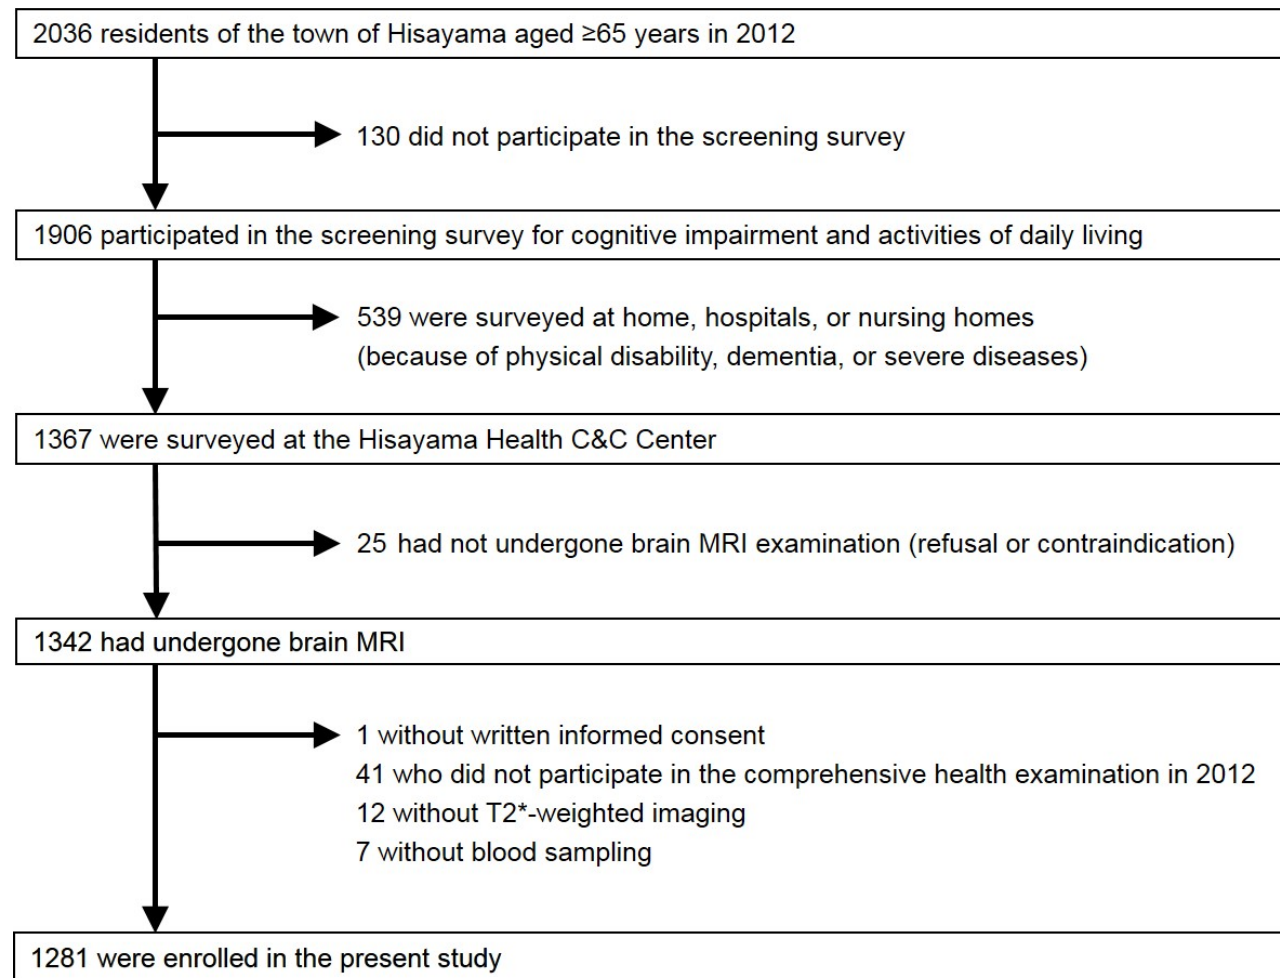 2036 residents of the town of Hisayama aged ≥65 years in 2012
130 did not participate in the screening survey
1906 participated in the screening survey for cognitive impairment and activities of daily living
539 were surveyed at home, hospitals, or nursing homes
(because of physical disability, dementia, or severe diseases)
1367 were surveyed at the Hisayama Health C&C Center
25 had not undergone brain MRI examination (refusal or contraindication)
1342 had undergone brain MRI
1 without written informed consent
41 who did not participate in the comprehensive health examination in 2012
12 without T2*-weighted imaging
7 without blood sampling
1281 were enrolled in the present study